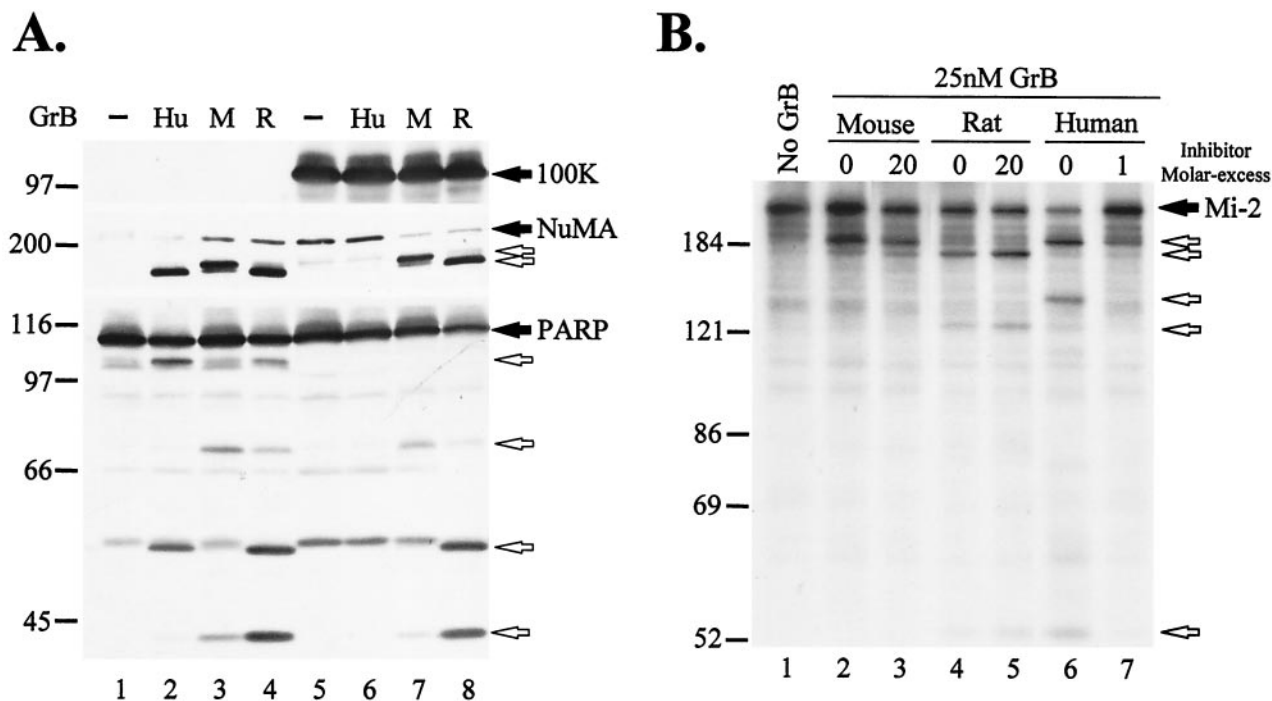 A.
GrB – Hu M R – Hu M R
97
100K
200
NuMA
116
PARP
97
66
45
1 2 3 4 5 6 7 8
B.
25nM GrB
No GrB
Mouse Rat Human
0 20 0 20 0 1
Inhibitor
Molar-excess
Mi-2
184
121
86
69
52
1 2 3 4 5 6 7